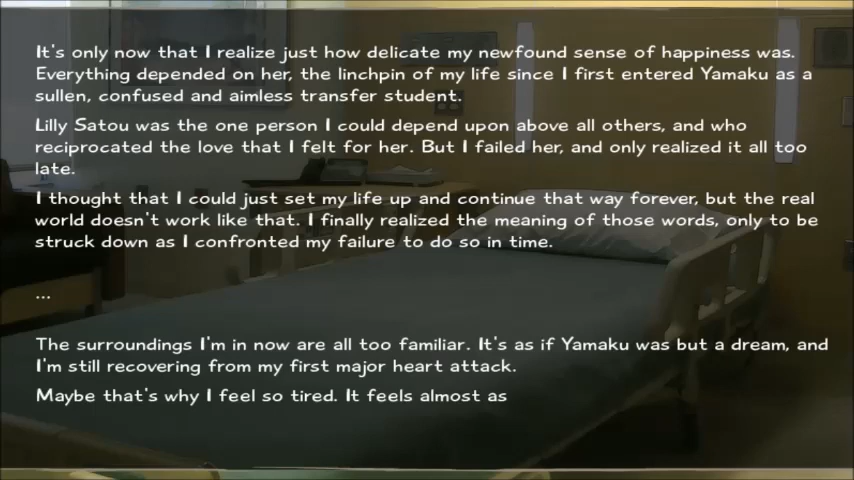 It's only now that I realize just how delicate my newfound sense of happiness was.
Everything depended on her, the linchpin of my life since I first entered Yamaku as a
sullen, confused and aimless transfer student.
Lilly Satou was the one person I could depend upon above all others, and who
reciprocated the love that I felt for her. But I failed her, and only realized it all too
late.
I thought that I could just set my life up and continue that way forever, but the real
world doesn't work like that. I finally realized the meaning of those words, only to be
struck down as I confronted my failure to do so in time.
...
The surroundings I'm in now are all too familiar. It's as if Yamaku was but a dream, and
I'm still recovering from my first major heart attack.
Maybe that's why I feel so tired. It feels almost as